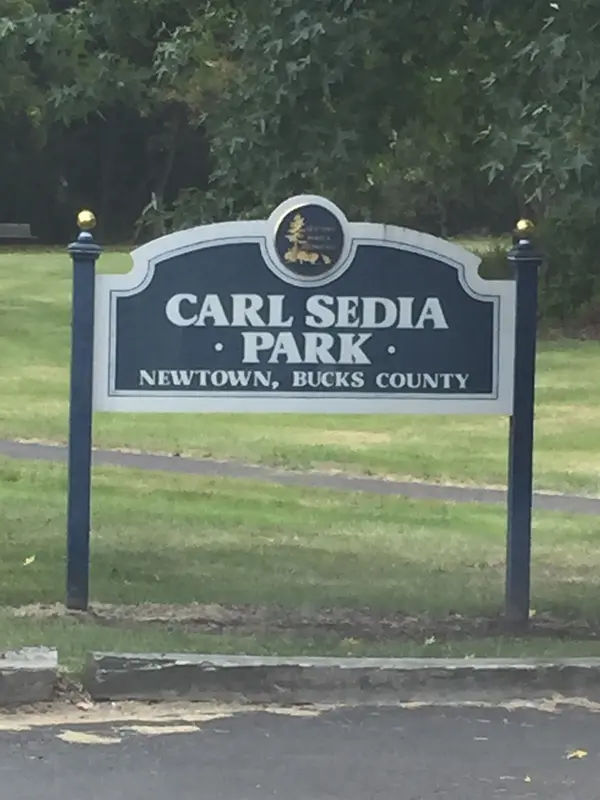 CARL SEDIA
· PARK ·
NEWTOWN, BUCKS COUNTY